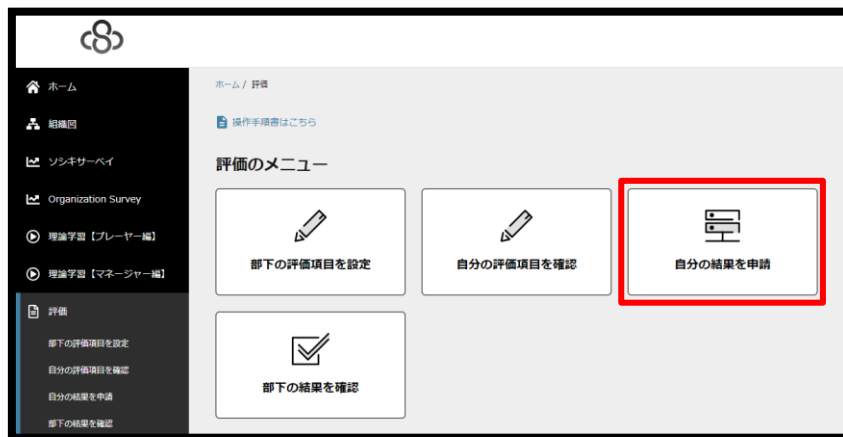 ホーム
組織図
ソシキサーベイ
Organization Survey
理論学習【プレーヤー編】
理論学習【マネージャー編】
評価
部下の評価項目を設定
自分の評価項目を確認
自分の結果を申請
部下の結果を確認
ホーム / 評価
操作手順書はこちら
評価のメニュー
部下の評価項目を設定
自分の評価項目を確認
自分の結果を申請
部下の結果を確認